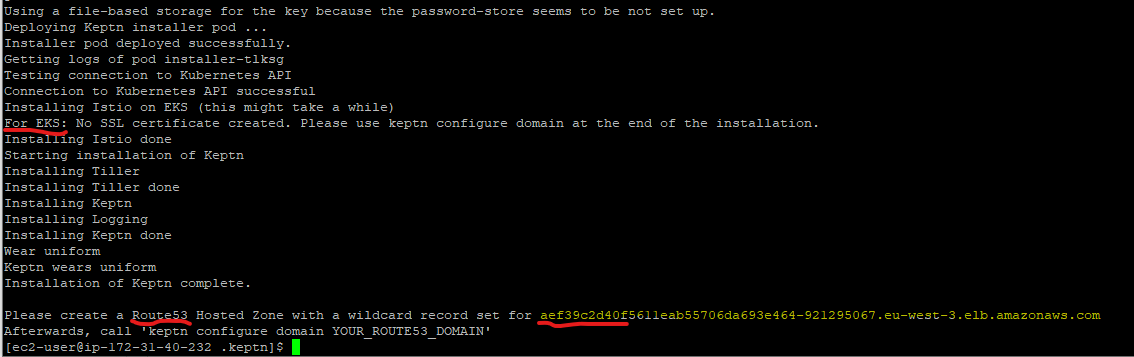 Using a file-based storage for the key because the password-store seems to be not set up.
Deploying Keptn installer pod ...
Installer pod deployed successfully.
Getting logs of pod installer-tlksg
Testing connection to Kubernetes API
Connection to Kubernetes API successful
Installing Istio on EKS (this might take a while)
For EKS: No SSL certificate created. Please use keptn configure domain at the end of the installation.
Installing Istio done
Starting installation of Keptn
Installing Tiller
Installing Tiller done
Installing Keptn
Installing Logging
Installing Keptn done
Wear uniform
Keptn wears uniform
Installation of Keptn complete.
Please create a Route53 Hosted Zone with a wildcard record set for aef39c2d40f5611eab55706da693e464-921295067.eu-west-3.elb.amazonaws.com
Afterwards, call 'keptn configure domain YOUR_ROUTE53_DOMAIN'
[ec2-user@ip-172-31-40-232 .keptn]$